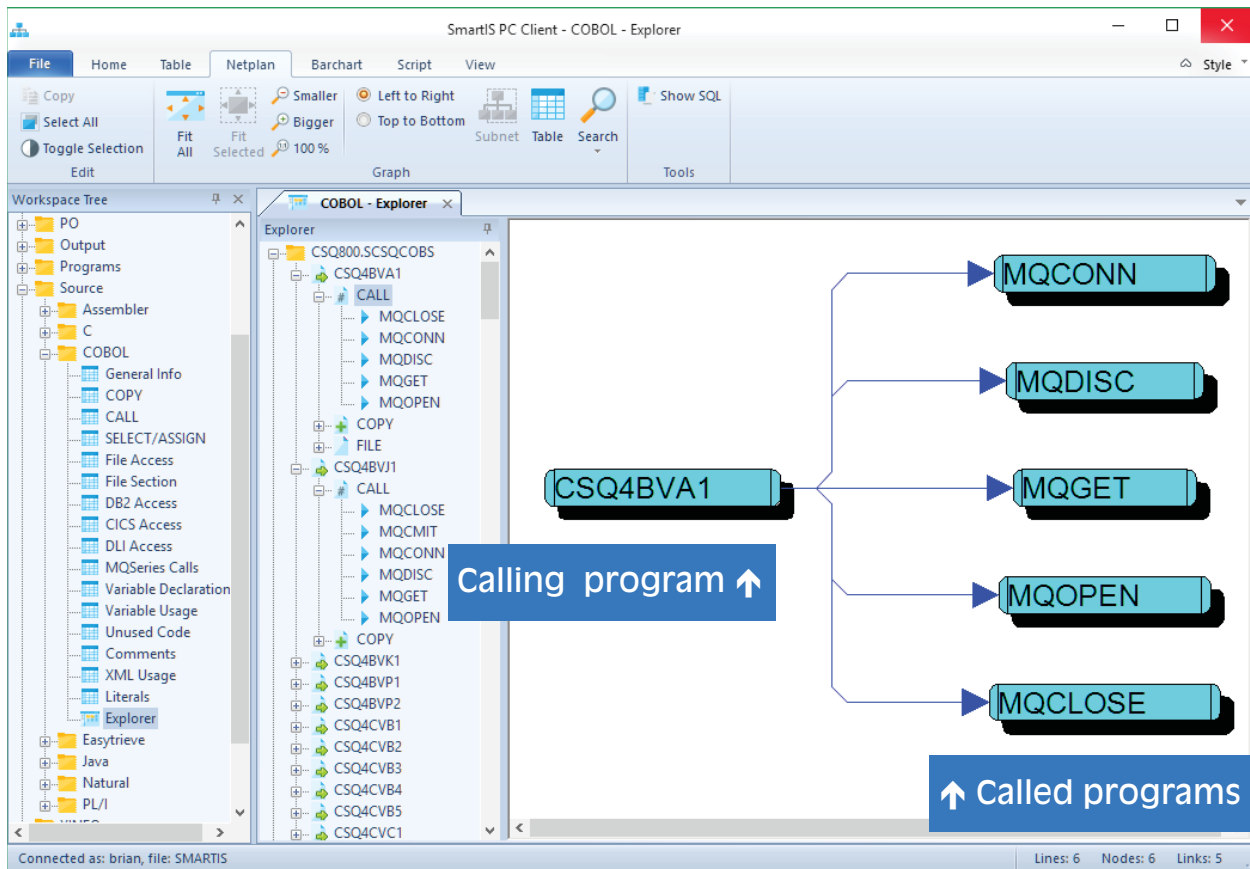 SmartIS PC Client - COBOL - Explorer
File Home Table Netplan Barchart Script View Style
Copy
Select All
Toggle Selection
Edit
Fit All
Fit Selected
Smaller
Bigger
100 %
Left to Right
Top to Bottom
Subnet
Table
Search
Graph
Show SQL
Tools
Workspace Tree
PO
Output
Programs
Source
Assembler
C
COBOL
General Info
COPY
CALL
SELECT/ASSIGN
File Access
File Section
DB2 Access
CICS Access
DLI Access
MQSeries Calls
Variable Declaration
Variable Usage
Unused Code
Comments
XML Usage
Literals
Explorer
Easytrieve
Java
Natural
PL/I
COBOL - Explorer
Explorer
CSQ800.SCSQCOBS
CSQ4BVA1
CALL
MQCLOSE
MQCONN
MQDISC
MQGET
MQOPEN
COPY
FILE
CSQ4BVJ1
CALL
MQCLOSE
MQCMIT
MQCONN
MQDISC
MQGET
MQOPEN
COPY
CSQ4BVK1
CSQ4BVP1
CSQ4BVP2
CSQ4CVB1
CSQ4CVB2
CSQ4CVB3
CSQ4CVB4
CSQ4CVB5
CSQ4CVC1
CSQ4BVA1
MQCONN
MQDISC
MQGET
MQOPEN
MQCLOSE
Calling program ↑
↑ Called programs
Connected as: brian, file: SMARTIS
Lines: 6 Nodes: 6 Links: 5